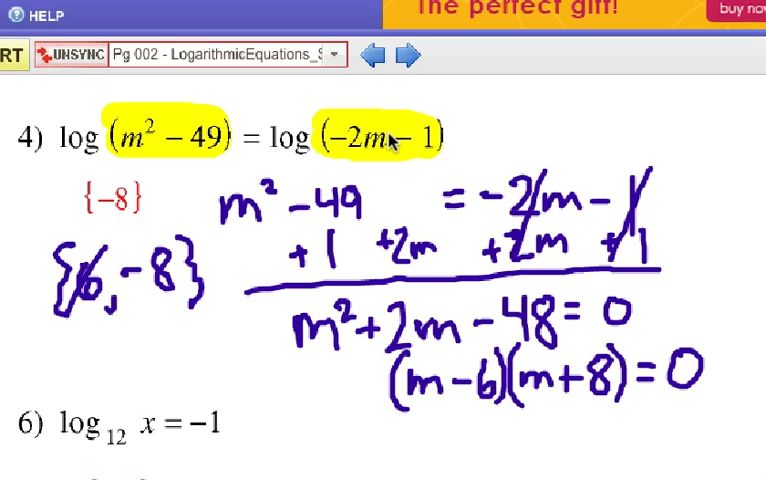 HELP
The perfect gift!
buy now
RT UNSYNC Pg 002 - LogarithmicEquations_S
4) log (m² – 49) = log (–2m – 1)
{–8}
m² - 49 = -2m - 1
+ 1 +2m +2m + 1
{6, -8}
m² + 2m - 48 = 0
(m - 6)(m + 8) = 0
6) log₁₂ x = –1